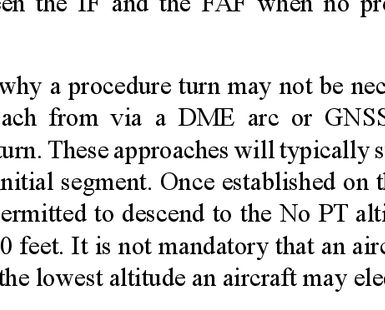 een the IF and the FAF when no pro
why a procedure turn may not be nec
ach from via a DME arc or GNSS
turn. These approaches will typically s
nitial segment. Once established on th
ermitted to descend to the No PT alti
0 feet. It is not mandatory that an airc
the lowest altitude an aircraft may ele